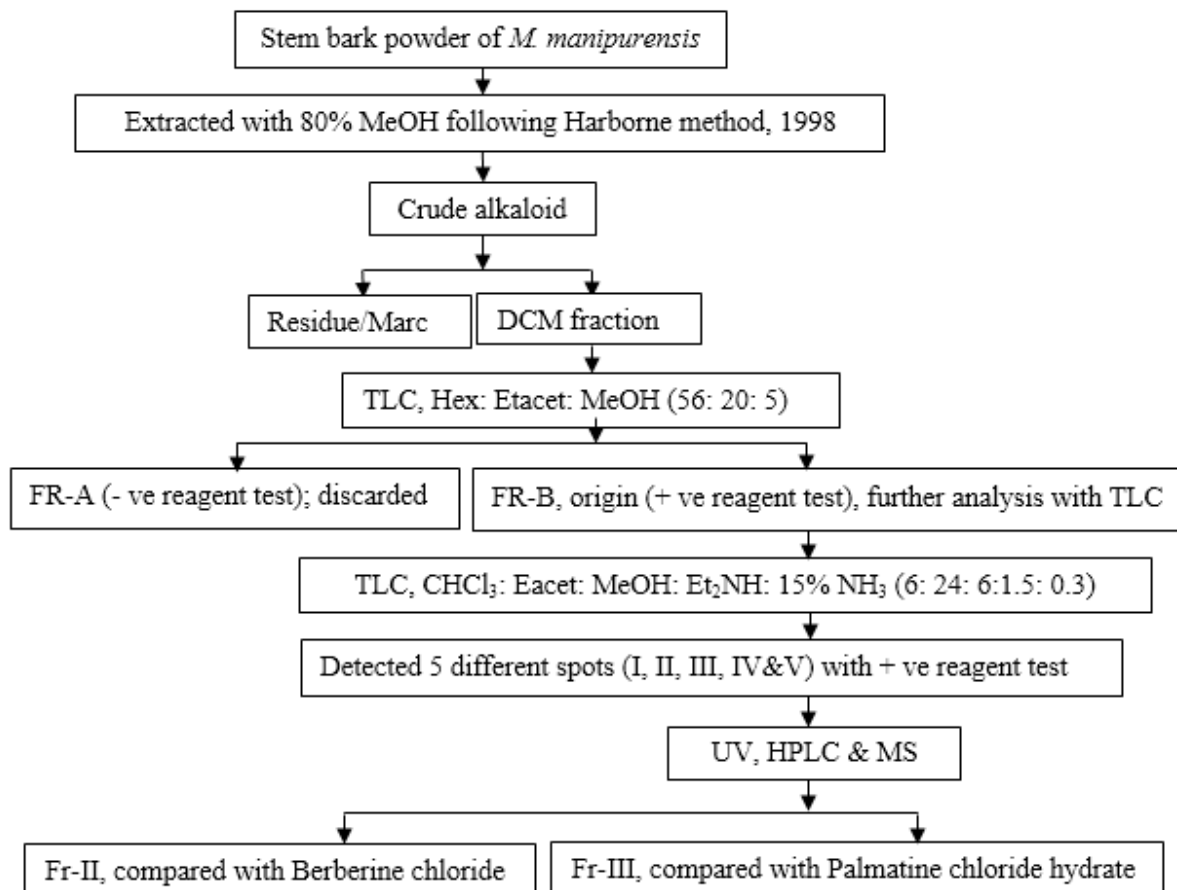 Stem bark powder of M. manipurensis
Extracted with 80% MeOH following Harborne method, 1998
Crude alkaloid
Residue/Marc
DCM fraction
TLC, Hex: Etacet: MeOH (56: 20: 5)
FR-A (- ve reagent test); discarded
FR-B, origin (+ ve reagent test), further analysis with TLC
TLC, CHCl₃: Eacet: MeOH: Et₂NH: 15% NH₃ (6: 24: 6:1.5: 0.3)
Detected 5 different spots (I, II, III, IV&V) with + ve reagent test
UV, HPLC & MS
Fr-II, compared with Berberine chloride
Fr-III, compared with Palmatine chloride hydrate